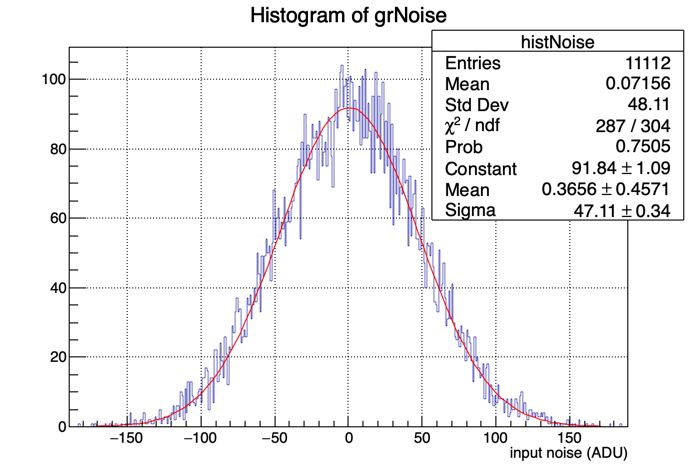 Histogram of grNoise
histNoise
Entries 11112
Mean 0.07156
Std Dev 48.11
χ² / ndf 287 / 304
Prob 0.7505
Constant 91.84 ± 1.09
Mean 0.3656 ± 0.4571
Sigma 47.11 ± 0.34
100
80
60
40
20
0
−150 −100 −50 0 50 100 150
input noise (ADU)